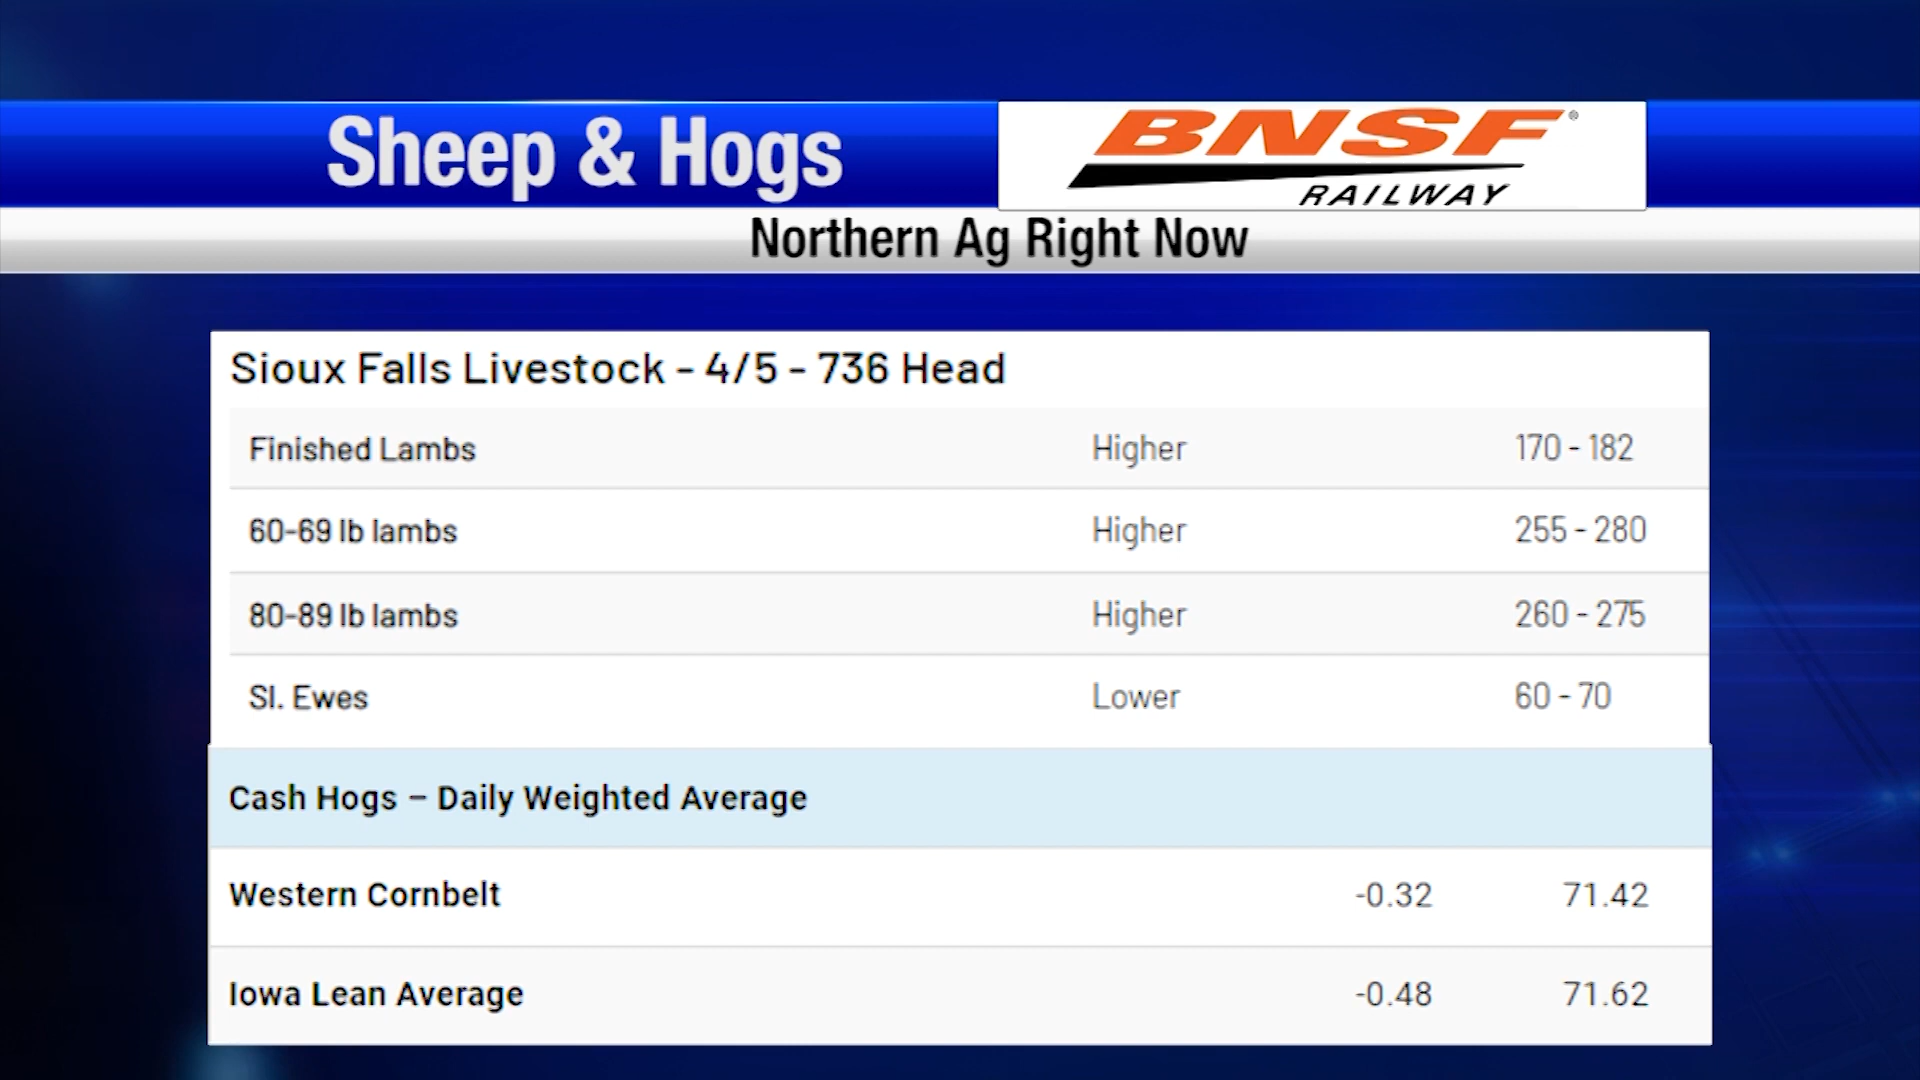 Sheep & Hogs
BNSF®
RAILWAY
Northern Ag Right Now
Sioux Falls Livestock - 4/5 - 736 Head
Finished Lambs Higher 170 - 182
60-69 lb lambs Higher 255 - 280
80-89 lb lambs Higher 260 - 275
Sl. Ewes Lower 60 - 70
Cash Hogs – Daily Weighted Average
Western Cornbelt -0.32 71.42
Iowa Lean Average -0.48 71.62